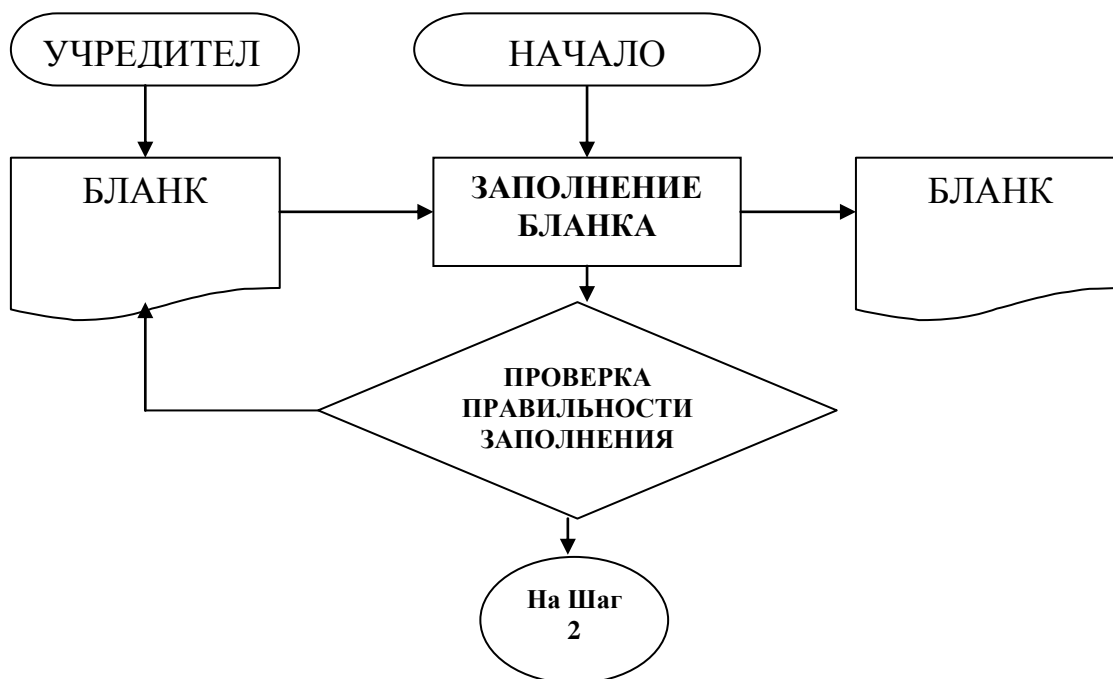 УЧРЕДИТЕЛ
НАЧАЛО
БЛАНК
ЗАПОЛНЕНИЕ
БЛАНКА
БЛАНК
ПРОВЕРКА
ПРАВИЛЬНОСТИ
ЗАПОЛНЕНИЯ
На Шаг
2